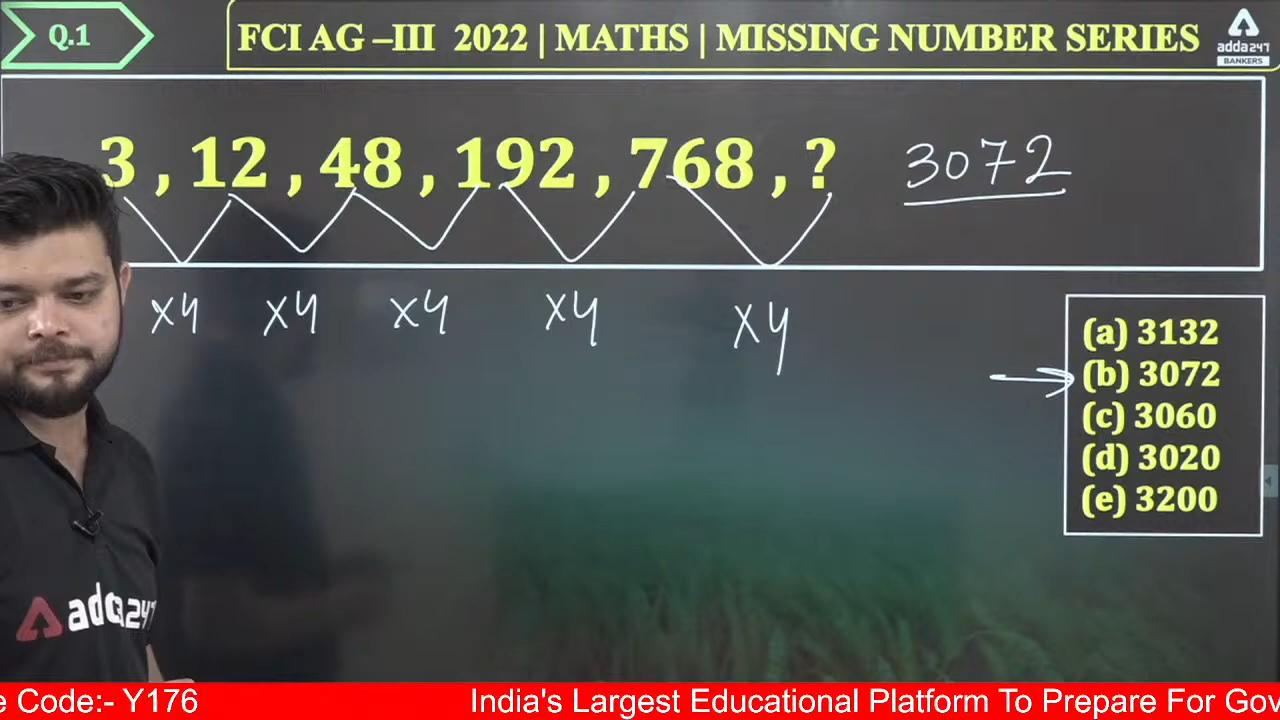 Q.1
FCI AG –III 2022 | MATHS | MISSING NUMBER SERIES
adda247
BANKERS
3 , 12 , 48 , 192 , 768 , ? 3072
x4 x4 x4 x4 x4
(a) 3132
(b) 3072
(c) 3060
(d) 3020
(e) 3200
adda247
e Code:- Y176 India's Largest Educational Platform To Prepare For Gov